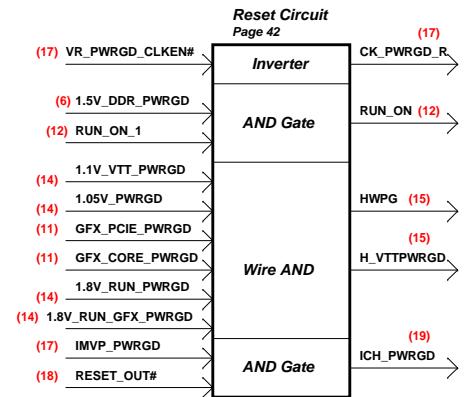 Reset Circuit
Page 42
(17) VR_PWRGD_CLKEN#
Inverter
(17)
CK_PWRGD_R
(6) 1.5V_DDR_PWRGD
(12) RUN_ON_1
AND Gate
RUN_ON (12)
1.1V_VTT_PWRGD
(14)
1.05V_PWRGD
(14)
GFX_PCIE_PWRGD
(11)
GFX_CORE_PWRGD
(11)
1.8V_RUN_PWRGD
(14)
(14) 1.8V_RUN_GFX_PWRGD
Wire AND
HWPG (15)
(15)
H_VTTPWRGD
IMVP_PWRGD
(17)
RESET_OUT#
(18)
AND Gate
(19)
ICH_PWRGD